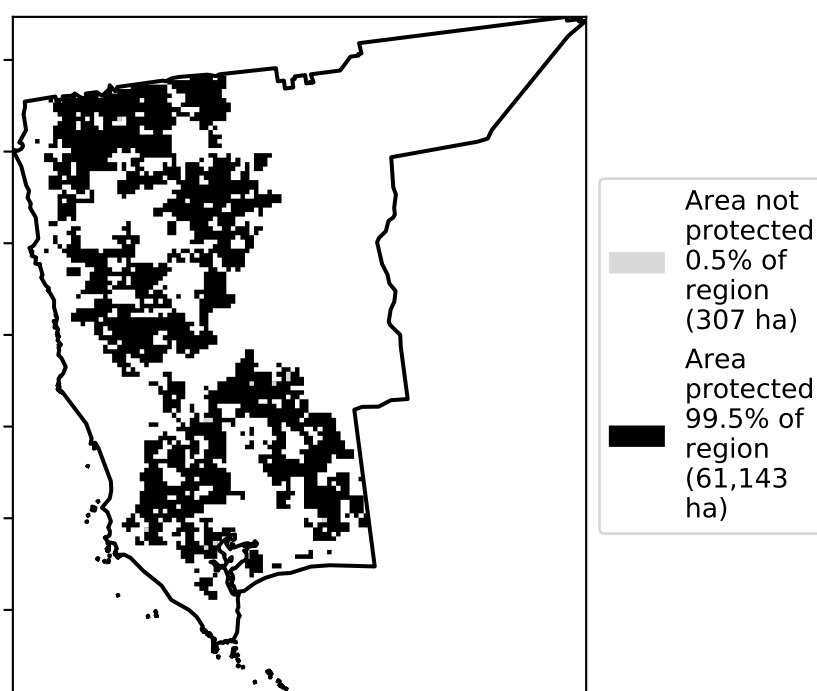 Area not
protected
0.5% of
region
(307 ha)
Area
protected
99.5% of
region
(61,143
ha)